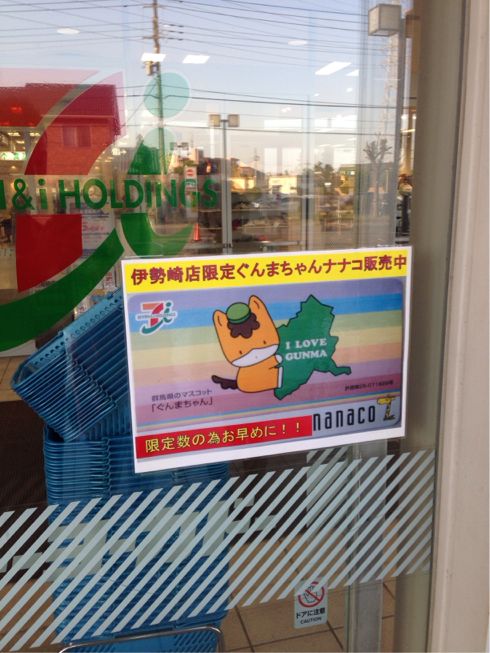 &i HOLDINGS
伊勢崎店限定ぐんまちゃんナナコ販売中
I LOVE
GUNMA
群馬県のマスコット
「ぐんまちゃん」
nanaco
限定数の為お早めに！！
ドアに注意
CAUTION